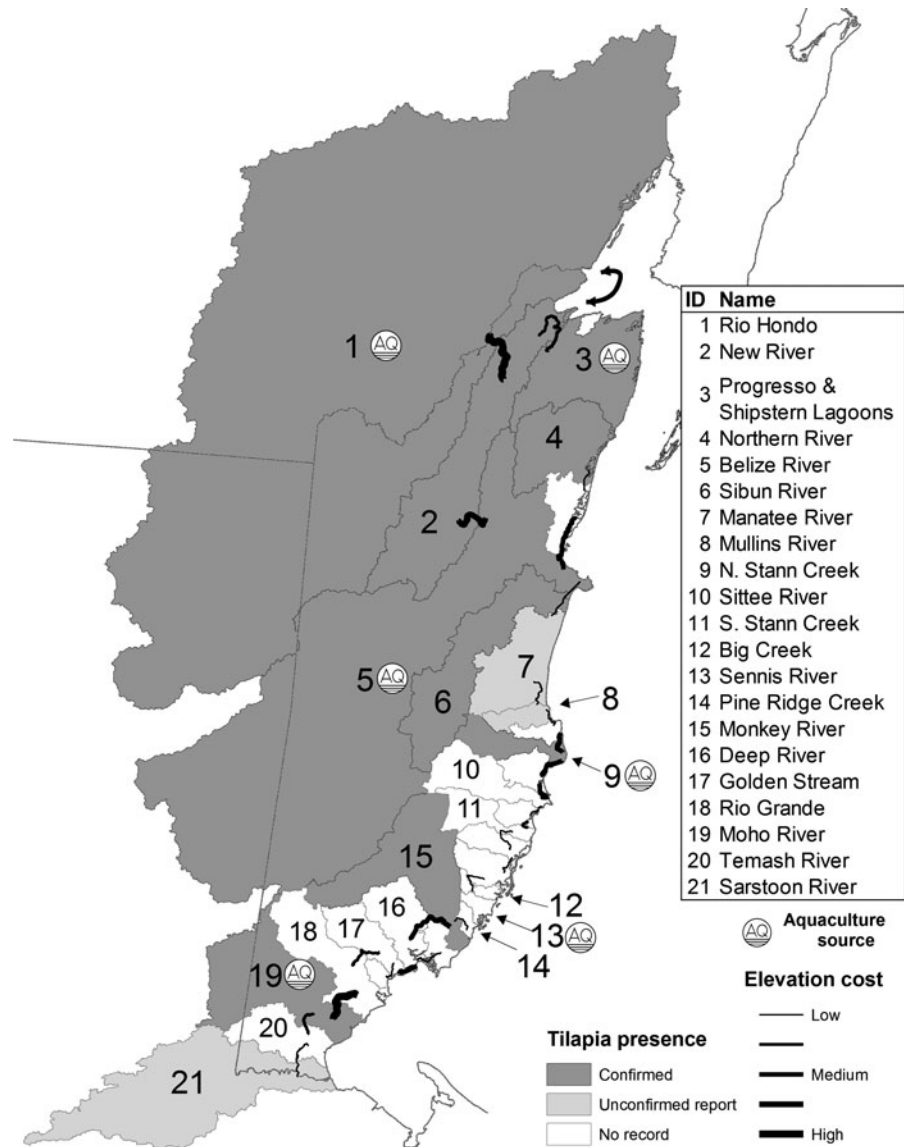 1 AQ
2
3 AQ
4
5 AQ
6
7
8
9 AQ
10
11
12
13 AQ
14
15
16
17
18
19 AQ
20
21
ID Name
1 Rio Hondo
2 New River
3 Progresso &
Shipstern Lagoons
4 Northern River
5 Belize River
6 Sibun River
7 Manatee River
8 Mullins River
9 N. Stann Creek
10 Sittee River
11 S. Stann Creek
12 Big Creek
13 Sennis River
14 Pine Ridge Creek
15 Monkey River
16 Deep River
17 Golden Stream
18 Rio Grande
19 Moho River
20 Temash River
21 Sarstoon River
AQ Aquaculture
source
Elevation cost
Low
Medium
High
Tilapia presence
Confirmed
Unconfirmed report
No record